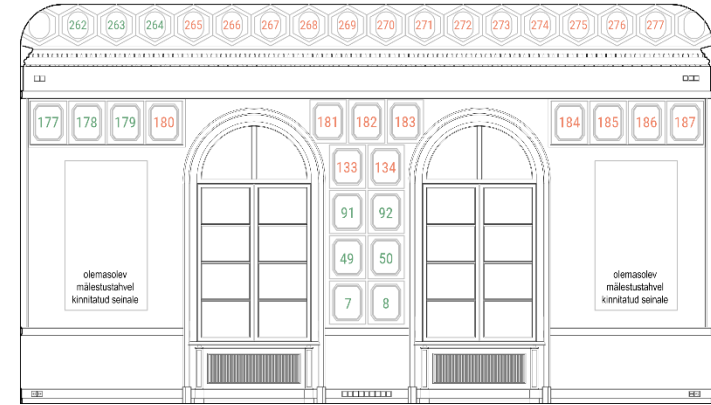 262 263 264 265 266 267 268 269 270 271 272 273 274 275 276 277
177 178 179 180 181 182 183 184 185 186 187
133 134
91 92
49 50
7 8
olemasolev
mälestustahvel
kinnitatud seinale
olemasolev
mälestustahvel
kinnitatud seinale